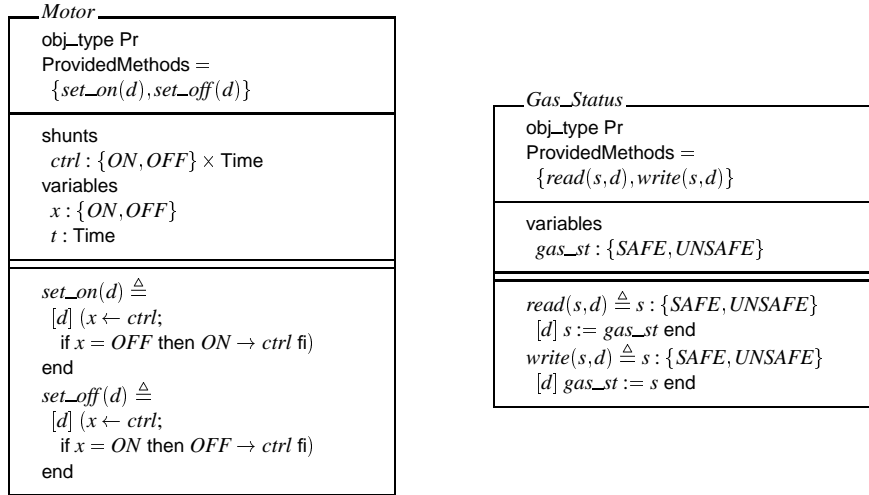 Motor
obj_type Pr
ProvidedMethods =
{set_on(d),set_off(d)}
shunts
ctrl : {ON,OFF} × Time
variables
x : {ON,OFF}
t : Time
set_on(d) ≙
[d] (x ← ctrl;
if x = OFF then ON → ctrl fi)
end
set_off(d) ≙
[d] (x ← ctrl;
if x = ON then OFF → ctrl fi)
end
Gas_Status
obj_type Pr
ProvidedMethods =
{read(s,d),write(s,d)}
variables
gas_st : {SAFE,UNSAFE}
read(s,d) ≙ s : {SAFE,UNSAFE}
[d] s := gas_st end
write(s,d) ≙ s : {SAFE,UNSAFE}
[d] gas_st := s end